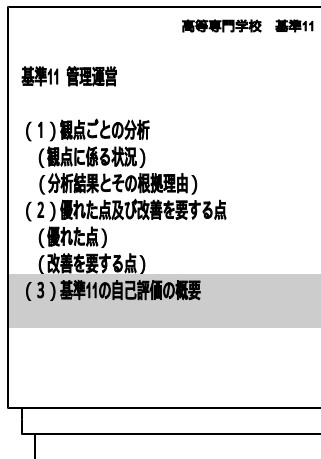 高等専門学校　基準11
基準11 管理運営
（１）観点ごとの分析
（観点に係る状況）
（分析結果とその根拠理由）
（２）優れた点及び改善を要する点
（優れた点）
（改善を要する点）
（３）基準11の自己評価の概要